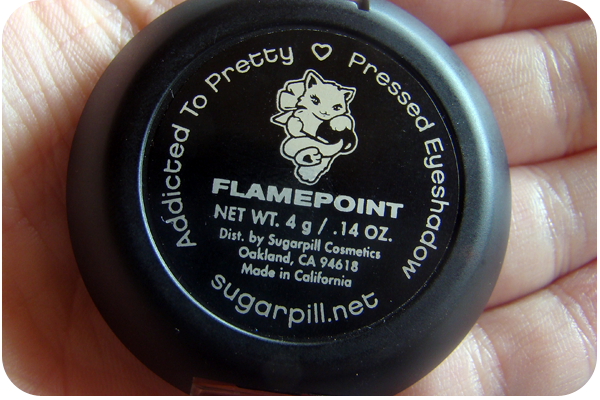 Addicted To Pretty ♡ Pressed Eyeshadow
FLAMEPOINT
NET WT. 4 g / .14 OZ.
Dist. by Sugarpill Cosmetics
Oakland, CA 94618
Made in California
sugarpill.net